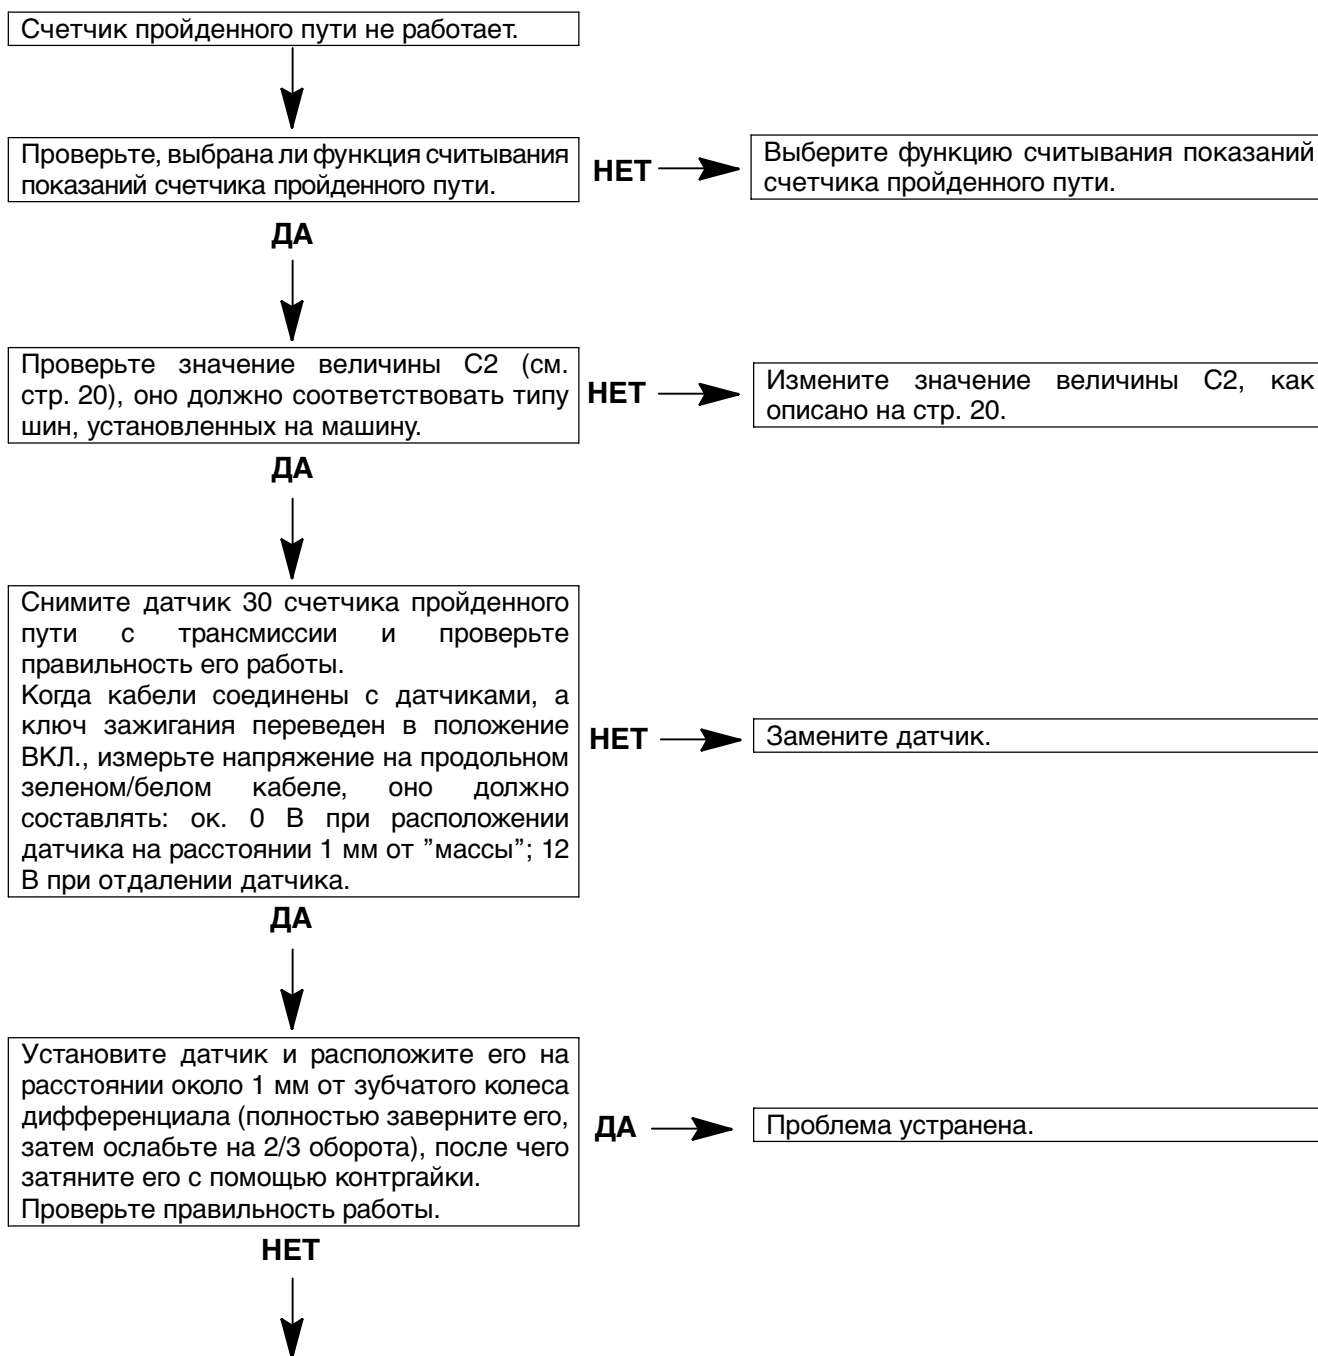 Счетчик пройденного пути не работает.
Проверьте, выбрана ли функция считывания
показаний счетчика пройденного пути.
НЕТ
Выберите функцию считывания показаний
счетчика пройденного пути.
ДА
Проверьте значение величины C2 (см.
стр. 20), оно должно соответствовать типу
шин, установленных на машину.
НЕТ
Измените значение величины C2, как
описано на стр. 20.
ДА
Снимите датчик 30 счетчика пройденного
пути с трансмиссии и проверьте
правильность его работы.
Когда кабели соединены с датчиками, а
ключ зажигания переведен в положение
ВКЛ., измерьте напряжение на продольном
зеленом/белом кабеле, оно должно
составлять: ок. 0 В при расположении
датчика на расстоянии 1 мм от ”массы”; 12
В при отдалении датчика.
НЕТ
Замените датчик.
ДА
Установите датчик и расположите его на
расстоянии около 1 мм от зубчатого колеса
дифференциала (полностью заверните его,
затем ослабьте на 2/3 оборота), после чего
затяните его с помощью контргайки.
Проверьте правильность работы.
ДА
Проблема устранена.
НЕТ